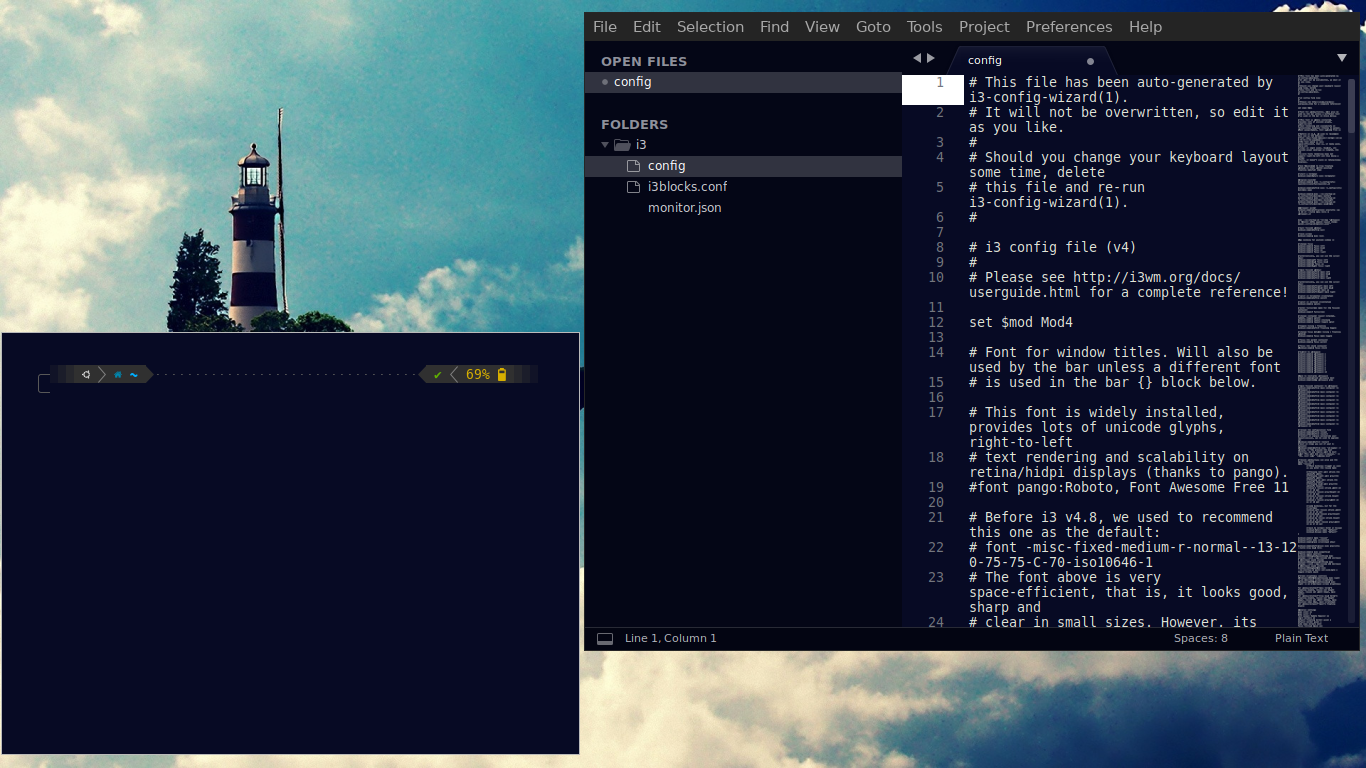 File Edit Selection Find View Goto Tools Project Preferences Help
OPEN FILES
config
FOLDERS
i3
config
i3blocks.conf
monitor.json
config
1 # This file has been auto-generated by
i3-config-wizard(1).
2 # It will not be overwritten, so edit it
as you like.
3 #
4 # Should you change your keyboard layout
some time, delete
5 # this file and re-run
i3-config-wizard(1).
6 #
7
8 # i3 config file (v4)
9 #
10 # Please see http://i3wm.org/docs/
userguide.html for a complete reference!
11
12 set $mod Mod4
13
14 # Font for window titles. Will also be
used by the bar unless a different font
15 # is used in the bar {} block below.
16
17 # This font is widely installed,
provides lots of unicode glyphs,
right-to-left
18 # text rendering and scalability on
retina/hidpi displays (thanks to pango).
19 #font pango:Roboto, Font Awesome Free 11
20
21 # Before i3 v4.8, we used to recommend
this one as the default:
22 # font -misc-fixed-medium-r-normal--13-12
0-75-75-C-70-iso10646-1
23 # The font above is very
space-efficient, that is, it looks good,
sharp and
24 # clear in small sizes. However, its
Line 1, Column 1
Spaces: 8
Plain Text
~
✔ 69%